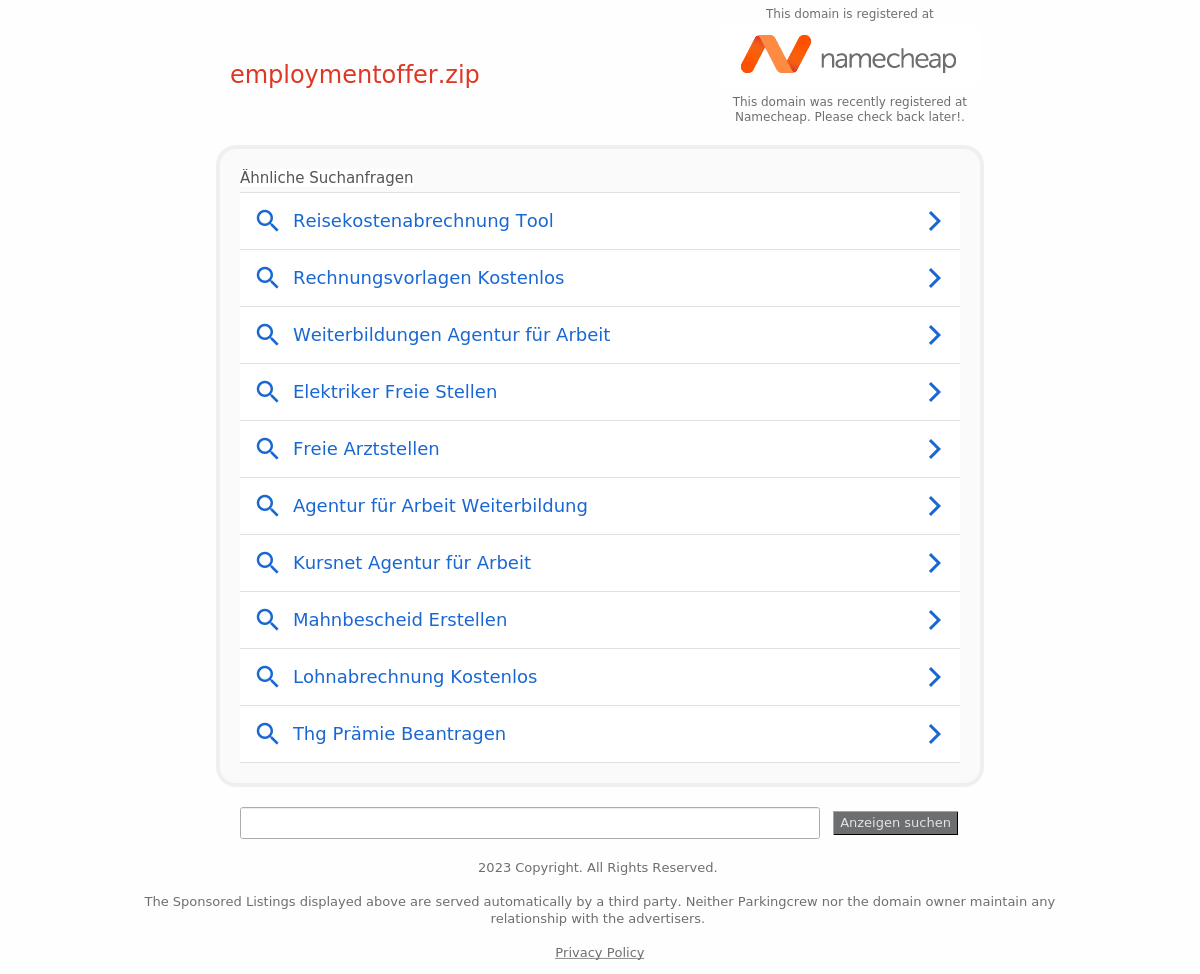 This domain is registered at
namecheap
employmentoffer.zip
This domain was recently registered at
Namecheap. Please check back later!.
Ähnliche Suchanfragen
Reisekostenabrechnung Tool
Rechnungsvorlagen Kostenlos
Weiterbildungen Agentur für Arbeit
Elektriker Freie Stellen
Freie Arztstellen
Agentur für Arbeit Weiterbildung
Kursnet Agentur für Arbeit
Mahnbescheid Erstellen
Lohnabrechnung Kostenlos
Thg Prämie Beantragen
Anzeigen suchen
2023 Copyright. All Rights Reserved.
The Sponsored Listings displayed above are served automatically by a third party. Neither Parkingcrew nor the domain owner maintain any
relationship with the advertisers.
Privacy Policy